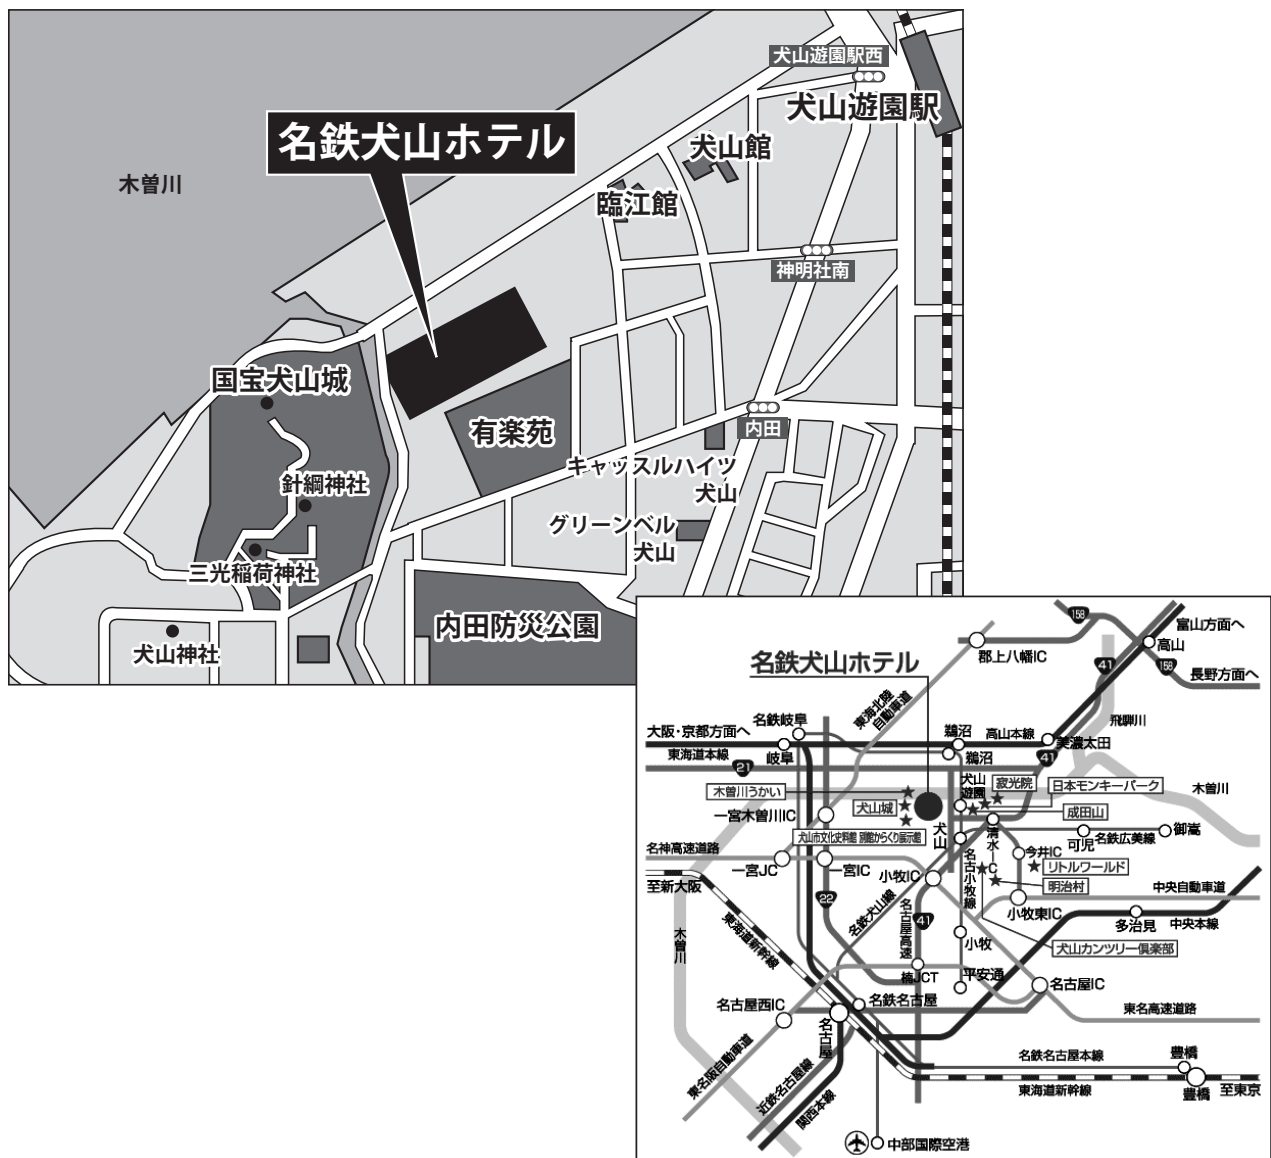 犬山遊園駅西
犬山遊園駅
名鉄犬山ホテル
犬山館
木曽川
臨江館
神明社南
国宝犬山城
有楽苑
内田
キャッスルハイツ
犬山
針綱神社
グリーンベル
犬山
三光稲荷神社
内田防災公園
犬山神社
158
富山方面へ
高山
郡上八幡IC
41
158
長野方面へ
名鉄犬山ホテル
東海北陸
自動車道
飛騨川
名鉄岐阜
大阪・京都方面へ
鵜沼
高山本線
美濃太田
東海道本線
岐阜
鵜沼
41
21
木曽川うかい
犬山
遊園
寂光院
日本モンキーパーク
木曽川
犬山城
成田山
一宮木曽川IC
犬山市文化史料館 別館からくり展示館
犬山
清水IC
可児
名鉄広美線
御嵩
名神高速道路
一宮JC
一宮IC
小牧IC
名古小牧線
今井IC
リトルワールド
明治村
中央自動車道
至新大阪
22
名鉄犬山線
名古屋高速
41
小牧東IC
多治見
中央本線
木曽川
東海道新幹線
小牧
犬山カンツリー倶楽部
楠JCT
平安通
名古屋IC
名古屋西IC
名鉄名古屋
東名高速道路
名古屋
東名阪自動車道
近鉄名古屋線
関西本線
名鉄名古屋本線
豊橋
東海道新幹線
豊橋
至東京
中部国際空港